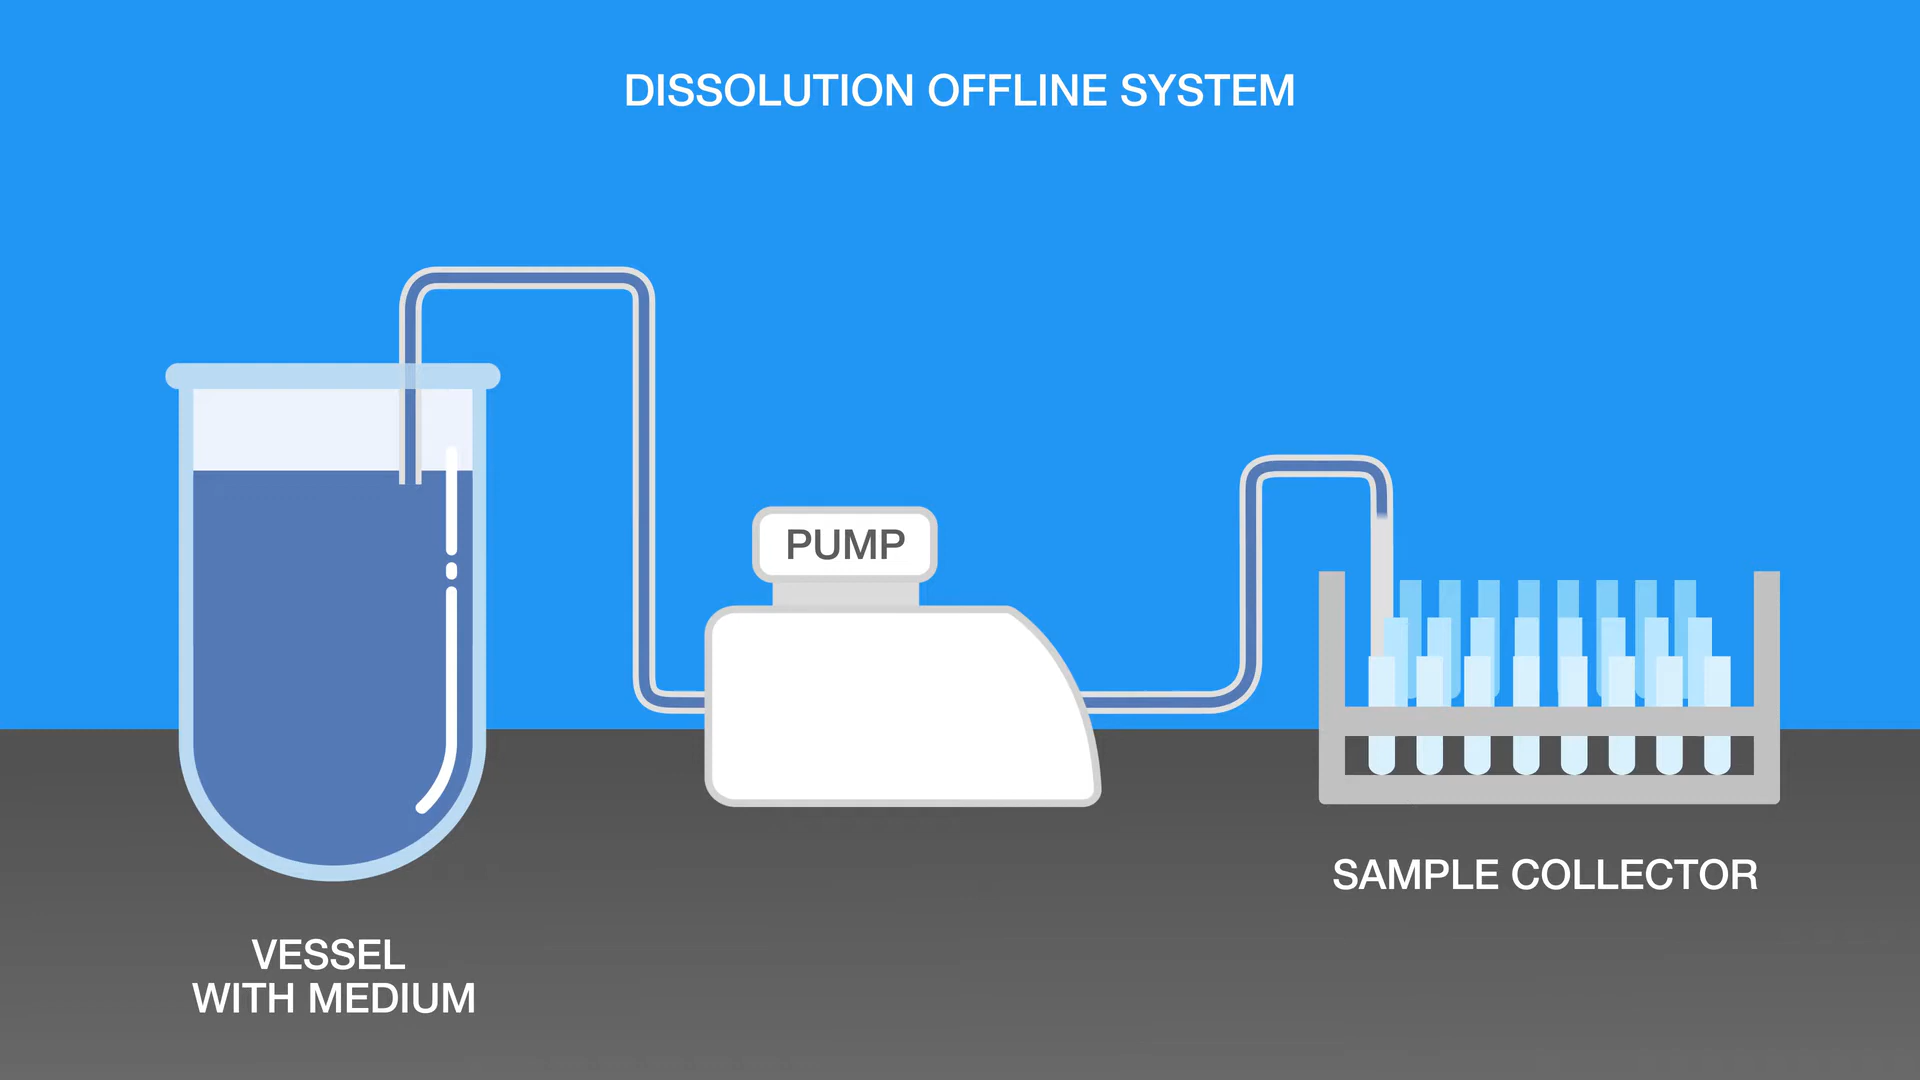 DISSOLUTION OFFLINE SYSTEM
PUMP
SAMPLE COLLECTOR
VESSEL
WITH MEDIUM